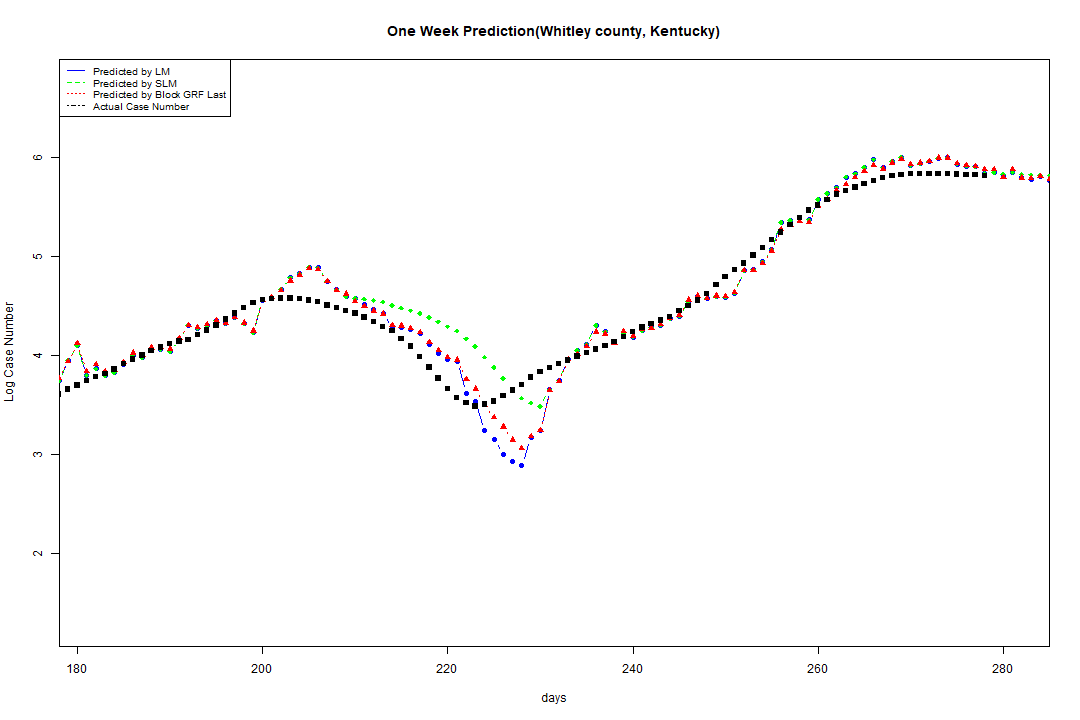 One Week Prediction(Whitley county, Kentucky)
Predicted by LM
Predicted by SLM
Predicted by Block GRF Last
Actual Case Number
6
5
4
3
2
Log Case Number
180 200 220 240 260 280
days